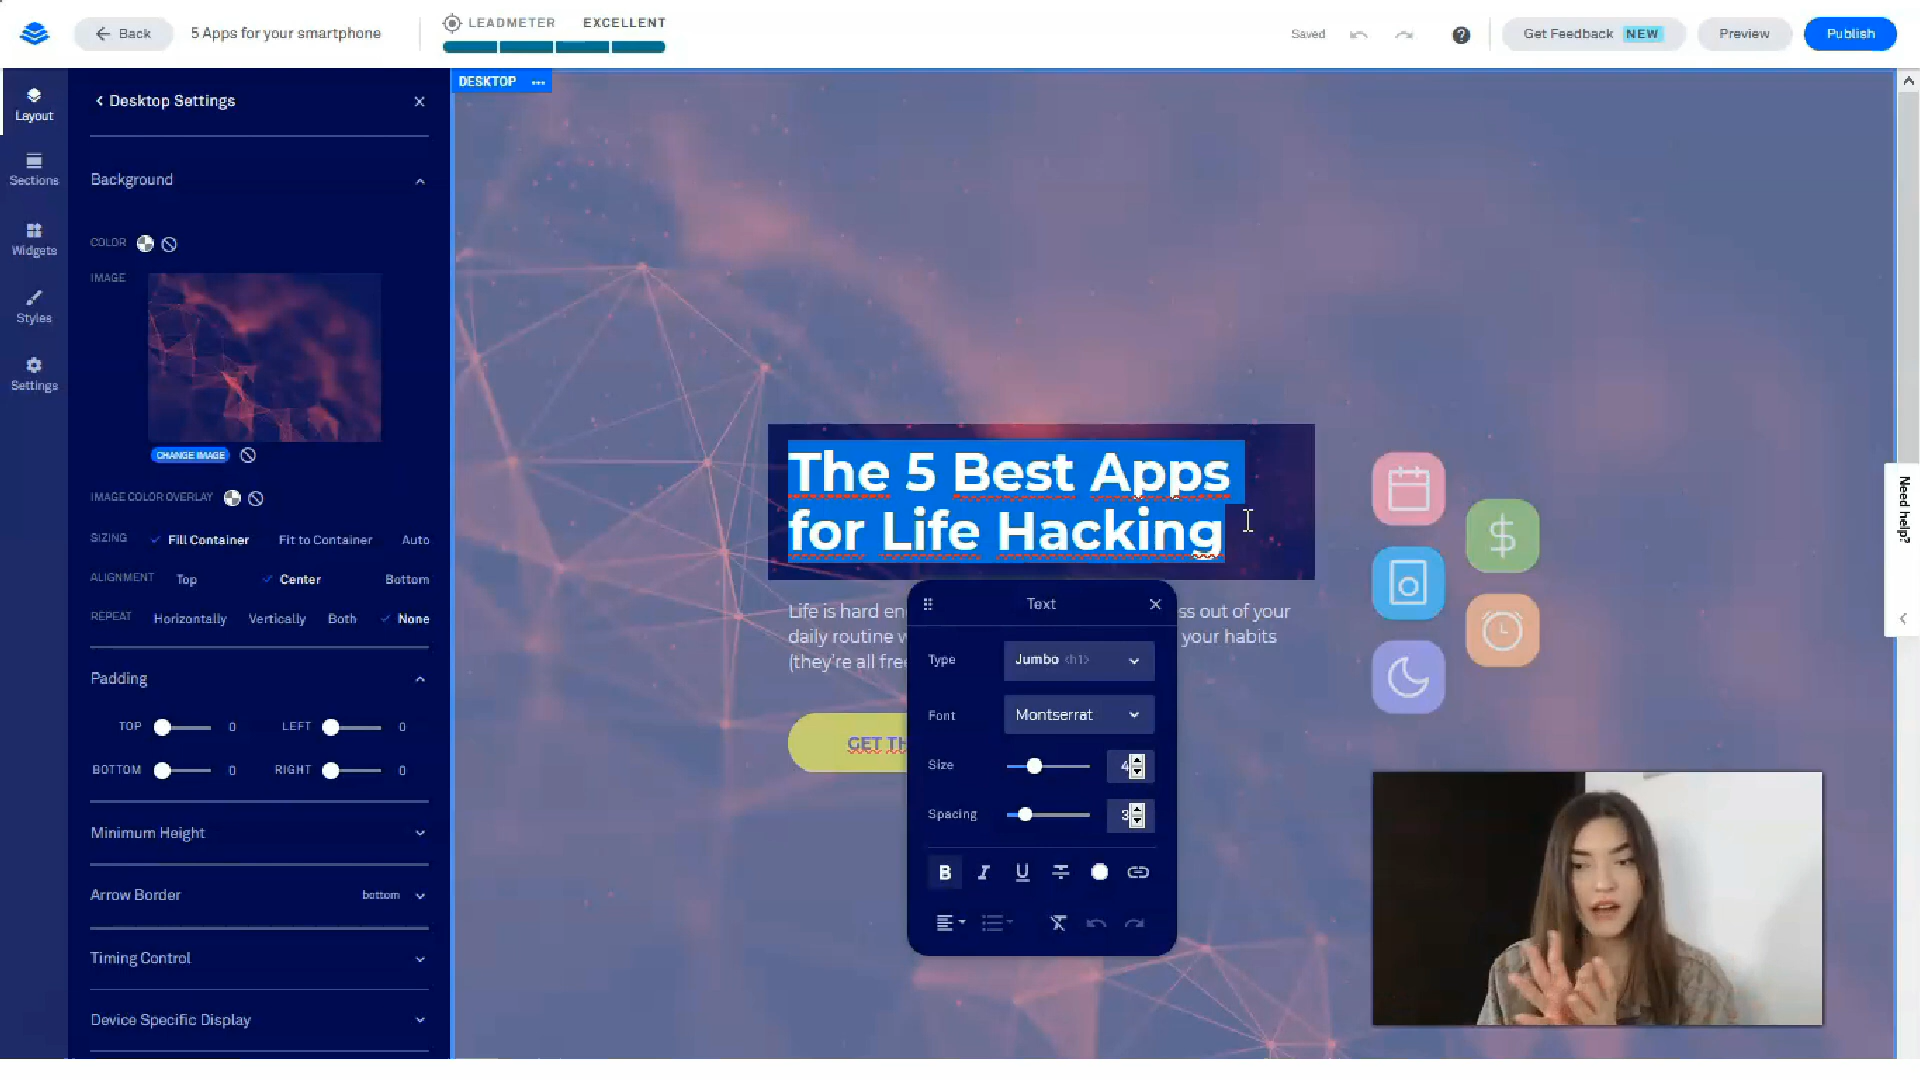 Back
5 Apps for your smartphone
LEADMETER EXCELLENT
Saved
?
Get Feedback NEW
Preview
Publish
Layout
Sections
Widgets
Styles
Settings
Desktop Settings
Background
COLOR
IMAGE
CHANGE IMAGE
IMAGE COLOR OVERLAY
SIZING Fill Container Fit to Container Auto
ALIGNMENT Top Center Bottom
REPEAT Horizontally Vertically Both None
Padding
TOP 0 LEFT 0
BOTTOM 0 RIGHT 0
Minimum Height
Arrow Border bottom
Timing Control
Device Specific Display
DESKTOP ...
The 5 Best Apps
for Life Hacking
Life is hard
out of your
daily routine
your habits
(they're all
GET
Text
Type Jumbo <h1>
Font Montserrat
Size 4
Spacing 3
B I U
$
Need help?